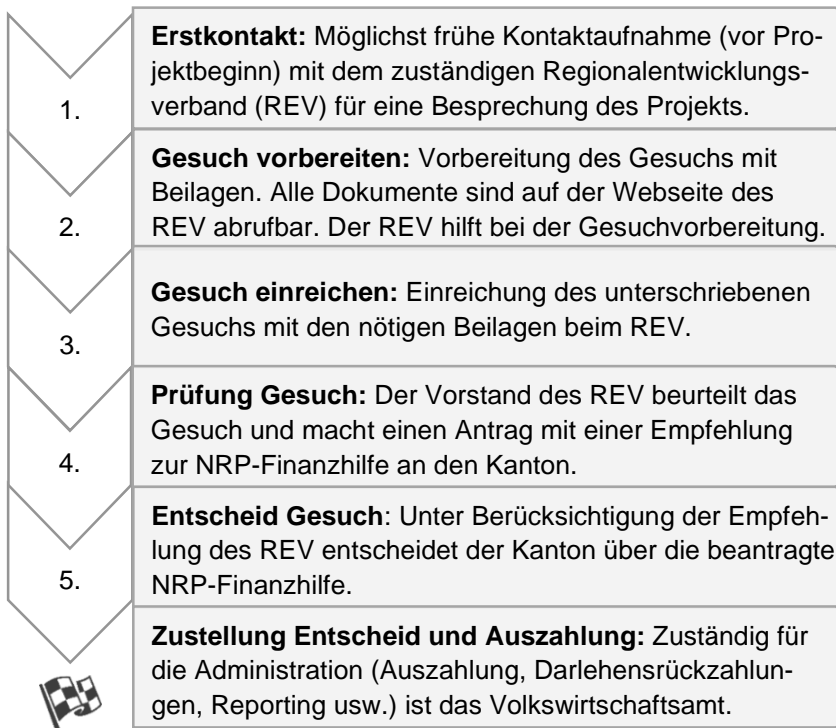 Erstkontakt: Möglichst frühe Kontaktaufnahme (vor Pro-
jektbeginn) mit dem zuständigen Regionalentwicklungs-
verband (REV) für eine Besprechung des Projekts.
1.
Gesuch vorbereiten: Vorbereitung des Gesuchs mit
Beilagen. Alle Dokumente sind auf der Webseite des
REV abrufbar. Der REV hilft bei der Gesuchvorbereitung.
2.
Gesuch einreichen: Einreichung des unterschriebenen
Gesuchs mit den nötigen Beilagen beim REV.
3.
Prüfung Gesuch: Der Vorstand des REV beurteilt das
Gesuch und macht einen Antrag mit einer Empfehlung
zur NRP-Finanzhilfe an den Kanton.
4.
Entscheid Gesuch: Unter Berücksichtigung der Empfeh-
lung des REV entscheidet der Kanton über die beantragte
NRP-Finanzhilfe.
5.
Zustellung Entscheid und Auszahlung: Zuständig für
die Administration (Auszahlung, Darlehensrückzahlun-
gen, Reporting usw.) ist das Volkswirtschaftsamt.